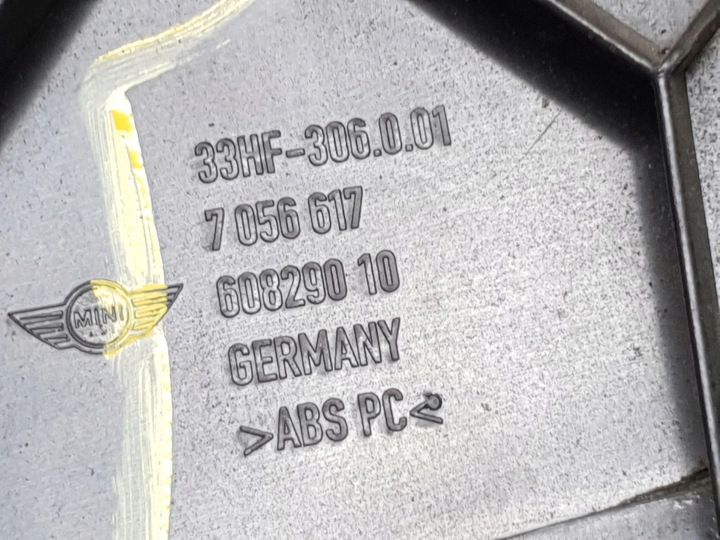 33HF-306.0.01
7 056 617
608290 10
MINI
GERMANY
>ABS PC<